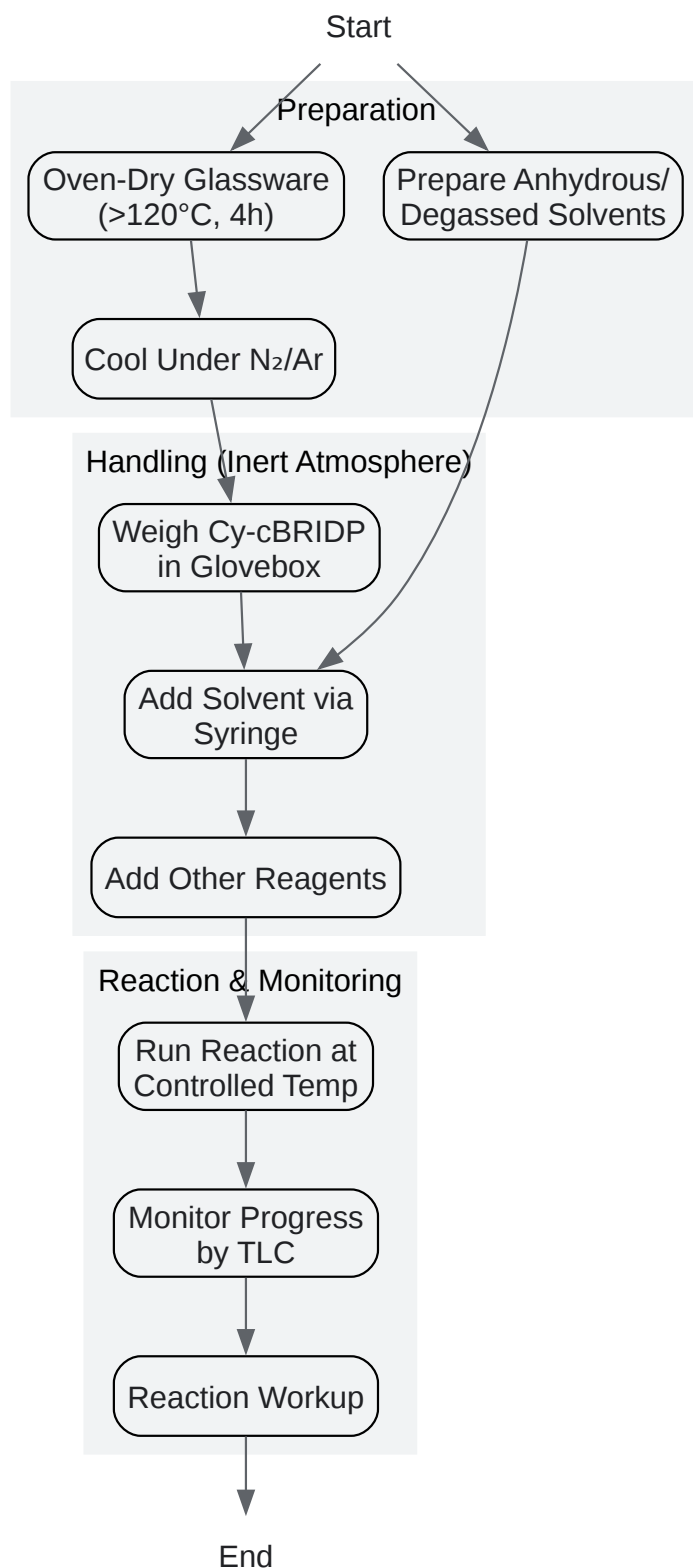 Start
Preparation
Oven-Dry Glassware
(>120°C, 4h)
Prepare Anhydrous/
Degassed Solvents
Cool Under N₂/Ar
Handling (Inert Atmosphere)
Weigh Cy-cBRIDP
in Glovebox
Add Solvent via
Syringe
Add Other Reagents
Reaction & Monitoring
Run Reaction at
Controlled Temp
Monitor Progress
by TLC
Reaction Workup
End